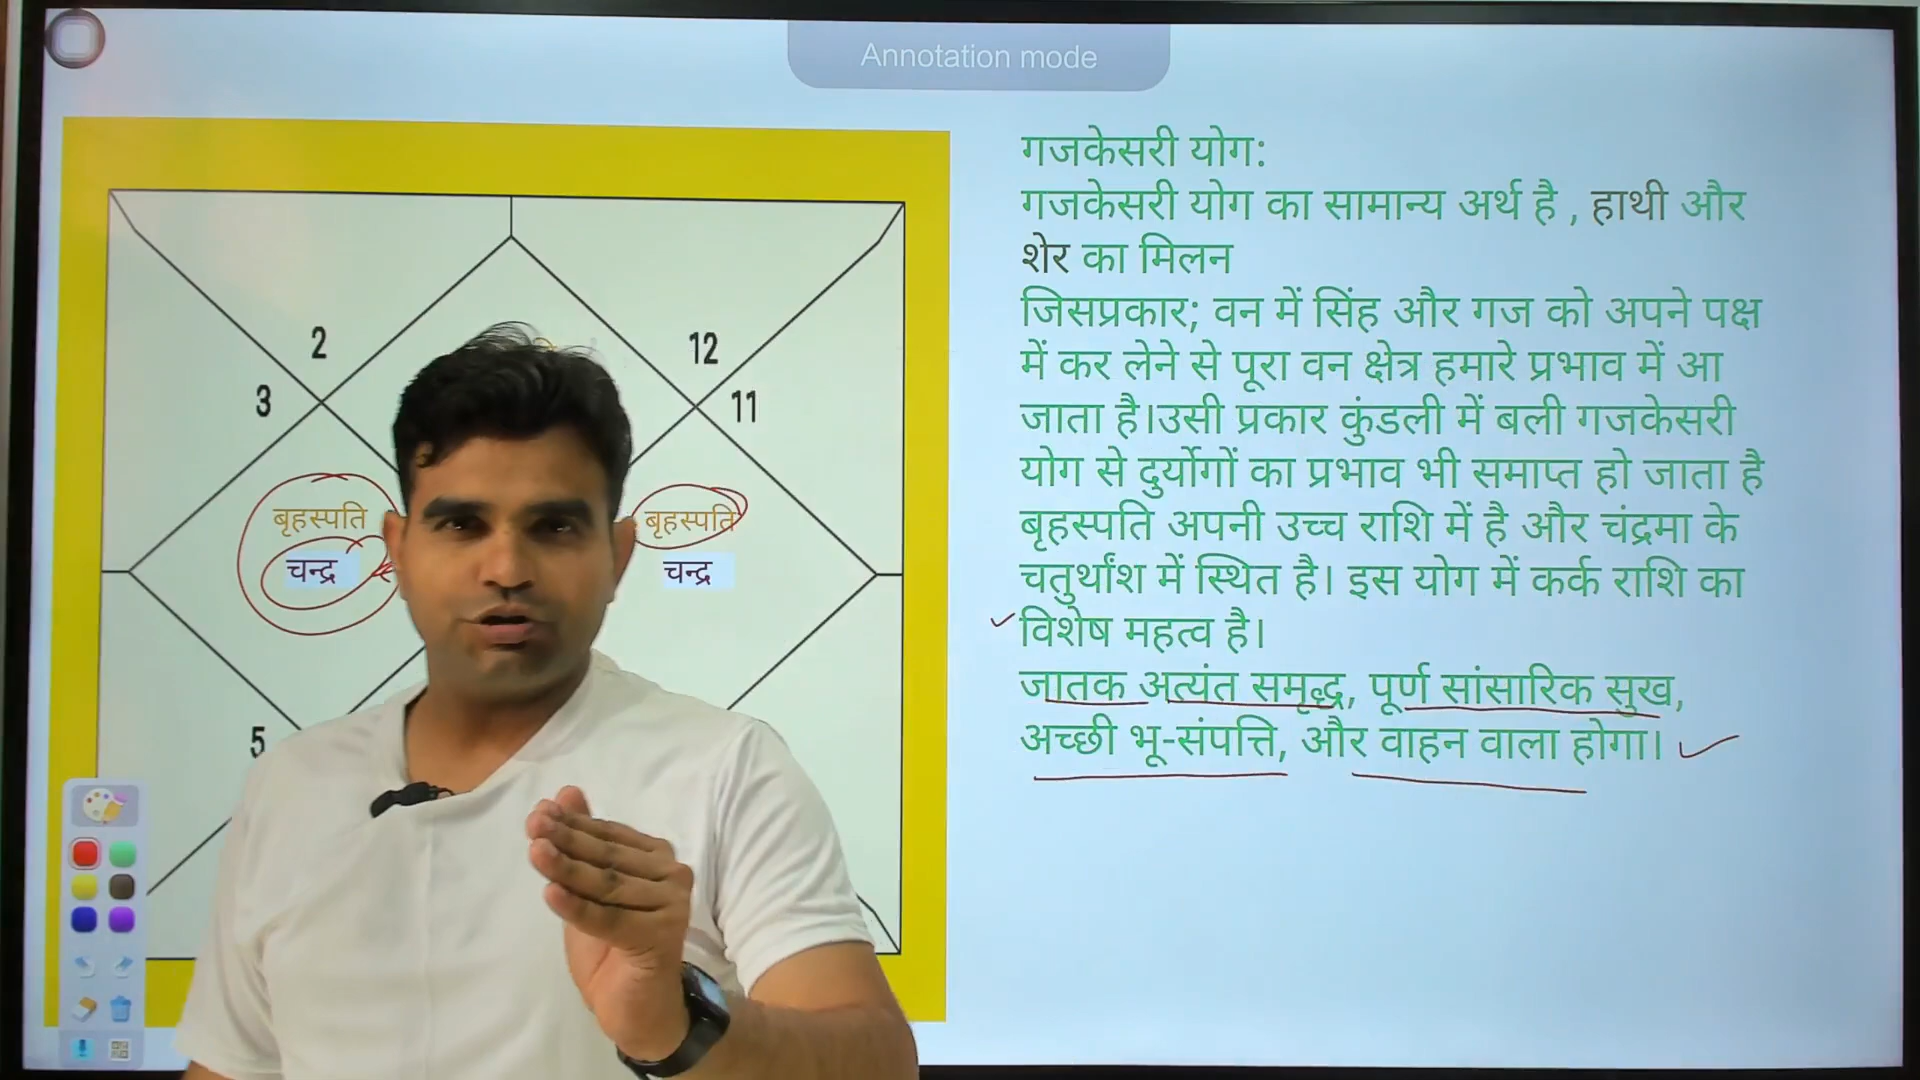 Annotation mode
गजकेसरी योग:
गजकेसरी योग का सामान्य अर्थ है , हाथी और
शेर का मिलन
जिसप्रकार; वन में सिंह और गज को अपने पक्ष
में कर लेने से पूरा वन क्षेत्र हमारे प्रभाव में आ
जाता है।उसी प्रकार कुंडली में बली गजकेसरी
योग से दुर्योगों का प्रभाव भी समाप्त हो जाता है
बृहस्पति अपनी उच्च राशि में है और चंद्रमा के
चतुर्थांश में स्थित है। इस योग में कर्क राशि का
विशेष महत्व है।
जातक अत्यंत समृद्ध, पूर्ण सांसारिक सुख,
अच्छी भू-संपत्ति, और वाहन वाला होगा।
2
12
3
11
बृहस्पति
बृहस्पति
चन्द्र
चन्द्र
5